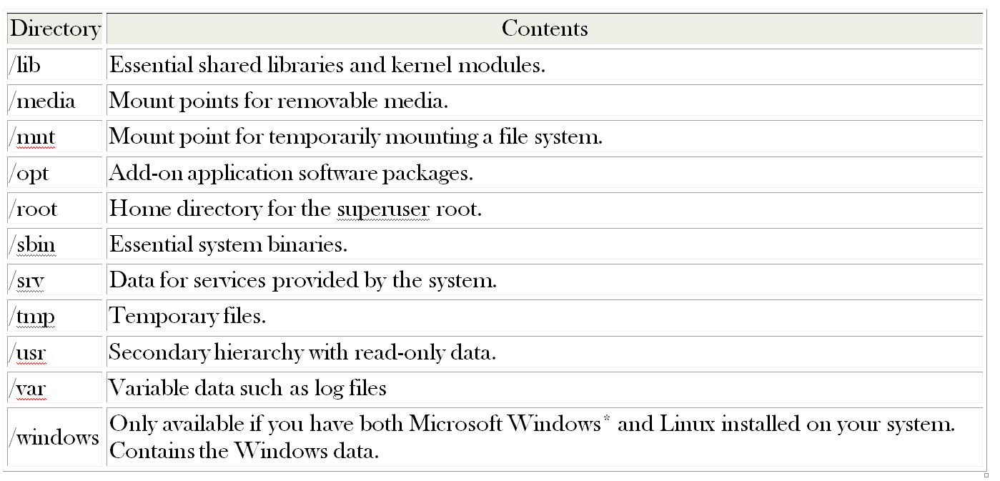 Directory Contents
/lib Essential shared libraries and kernel modules.
/media Mount points for removable media.
/mnt Mount point for temporarily mounting a file system.
/opt Add-on application software packages.
/root Home directory for the superuser root.
/sbin Essential system binaries.
/srv Data for services provided by the system.
/tmp Temporary files.
/usr Secondary hierarchy with read-only data.
/var Variable data such as log files
/windows Only available if you have both Microsoft Windows* and Linux installed on your system.
Contains the Windows data.